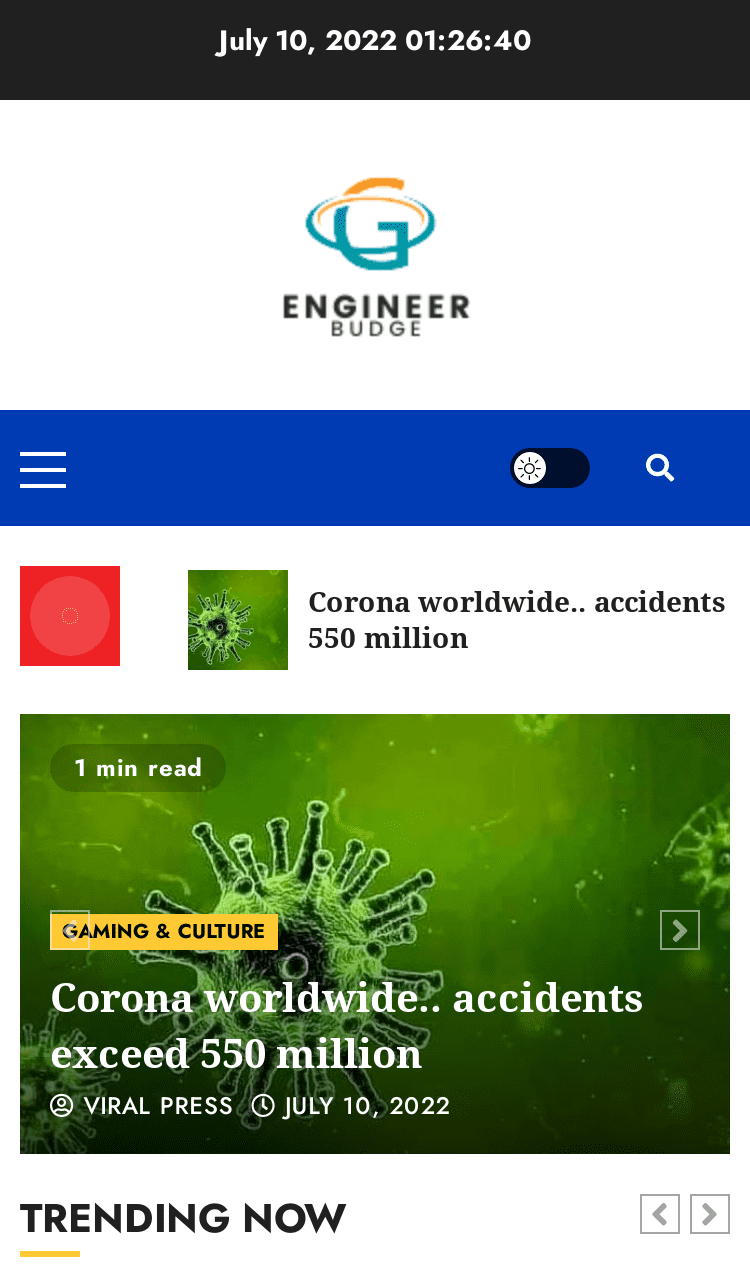 July 10, 2022 01:26:40
ENGINEER
BUDGE
Corona worldwide.. accidents
550 million
1 min read
GAMING & CULTURE
Corona worldwide.. accidents
exceed 550 million
VIRAL PRESS JULY 10, 2022
TRENDING NOW